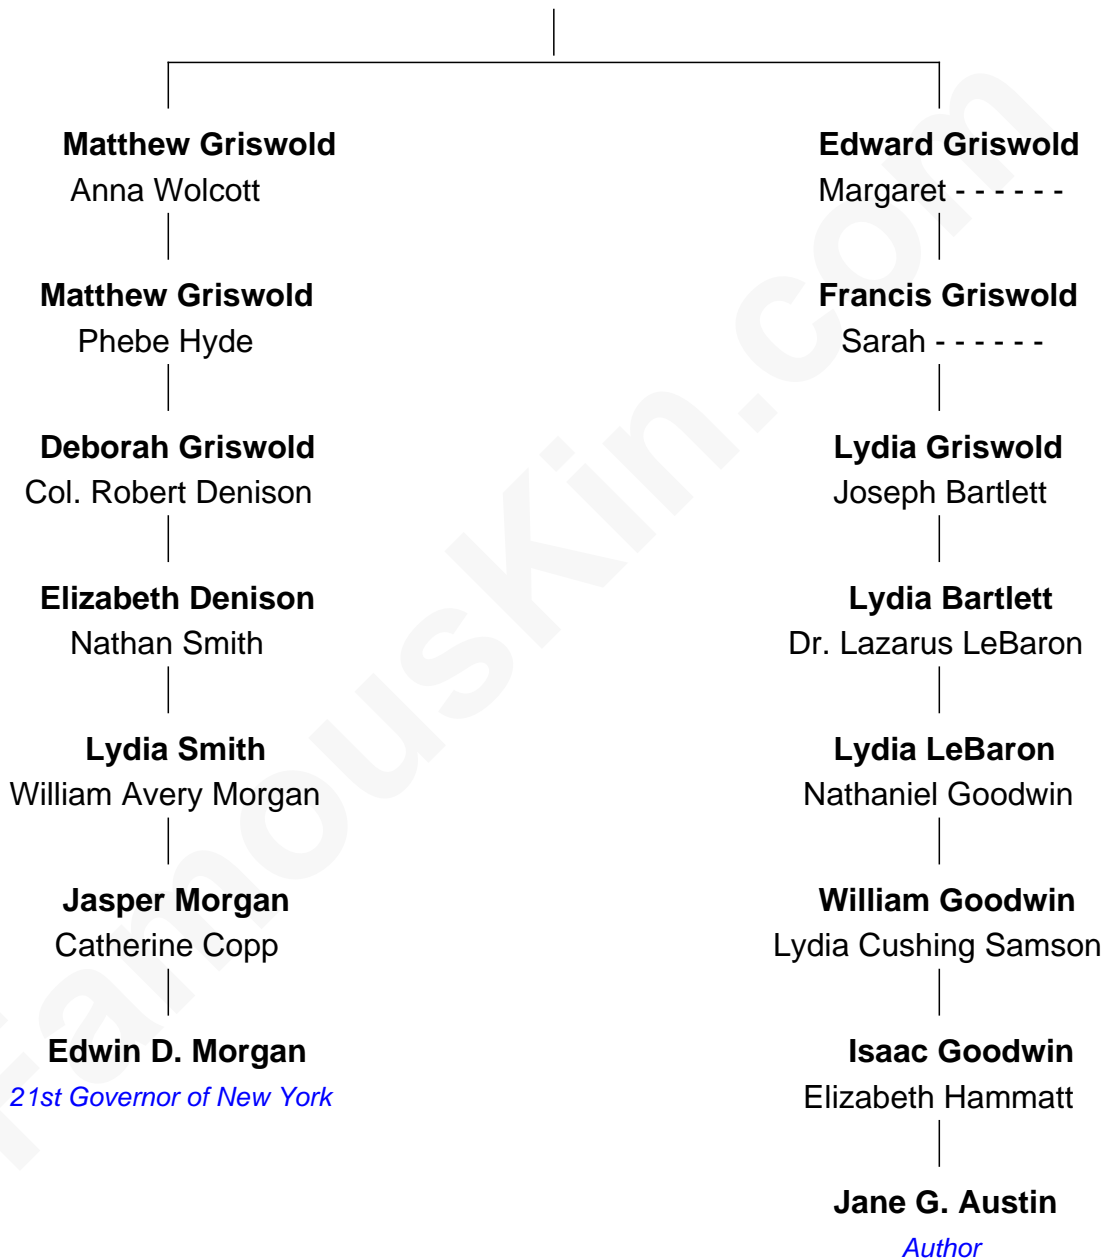 Matthew Griswold
Anna Wolcott
Matthew Griswold
Phebe Hyde
Deborah Griswold
Col. Robert Denison
Elizabeth Denison
Nathan Smith
Lydia Smith
William Avery Morgan
Jasper Morgan
Catherine Copp
Edwin D. Morgan
21st Governor of New York
Edward Griswold
Margaret - - - - - -
Francis Griswold
Sarah - - - - - -
Lydia Griswold
Joseph Bartlett
Lydia Bartlett
Dr. Lazarus LeBaron
Lydia LeBaron
Nathaniel Goodwin
William Goodwin
Lydia Cushing Samson
Isaac Goodwin
Elizabeth Hammatt
Jane G. Austin
Author
FamousKin.com